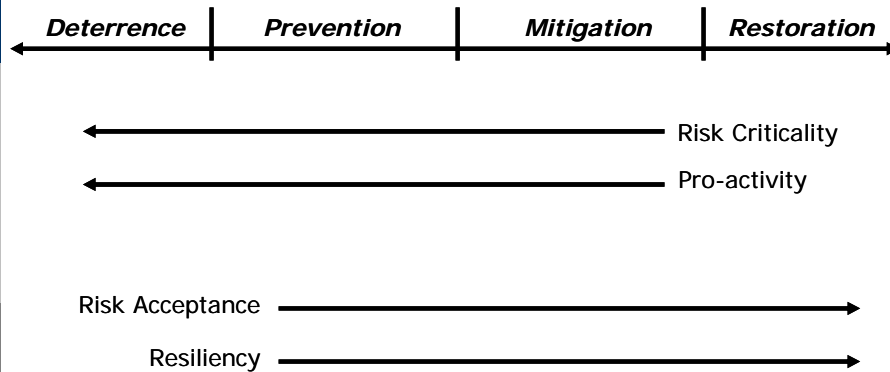 Deterrence Prevention Mitigation Restoration
Risk Criticality
Pro-activity
Risk Acceptance
Resiliency